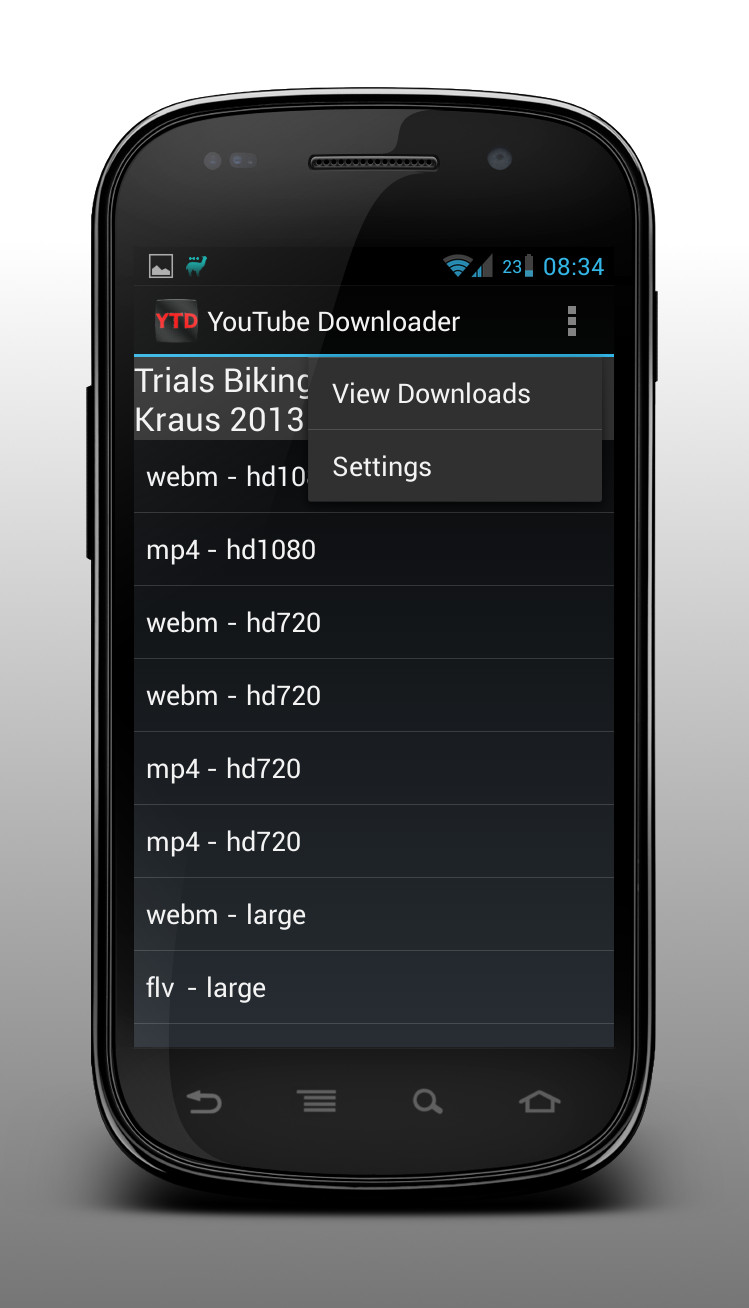 23 08:34
YTD YouTube Downloader
Trials Biking
Kraus 2013
View Downloads
Settings
webm - hd10
mp4 - hd1080
webm - hd720
webm - hd720
mp4 - hd720
mp4 - hd720
webm - large
flv - large